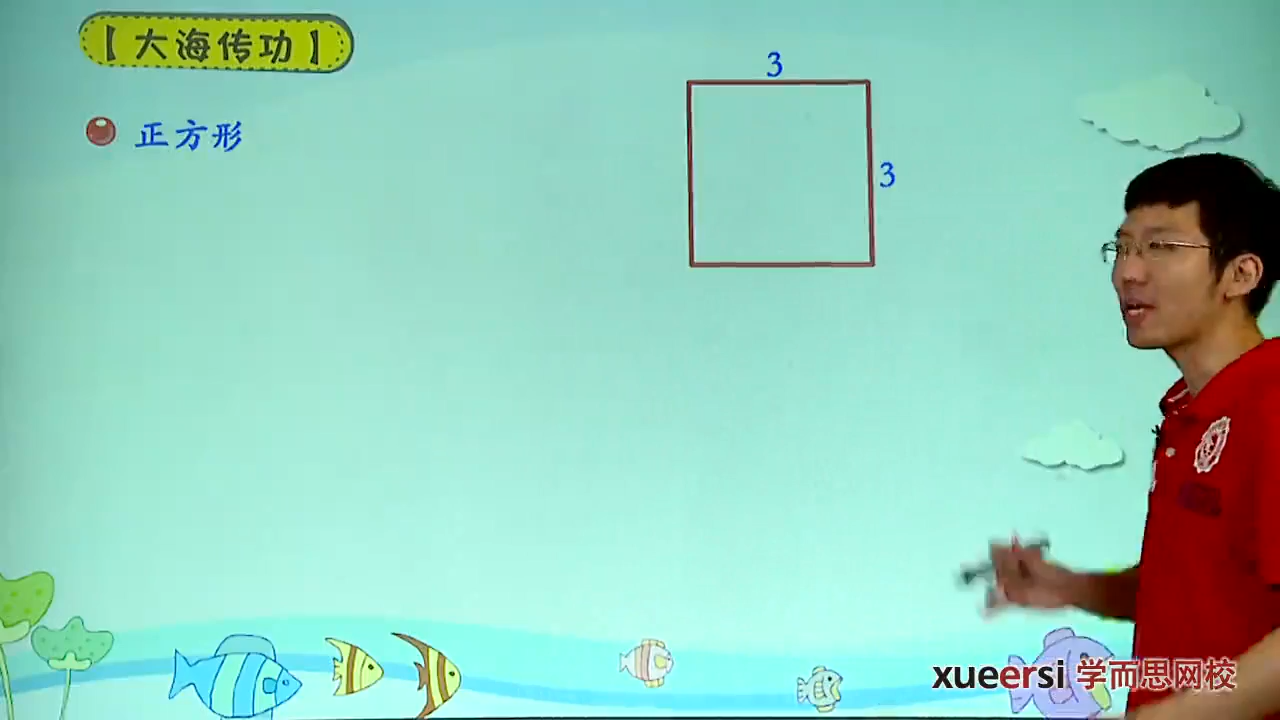 【大海传功】
正方形
3
3
xueersi 学而思网校